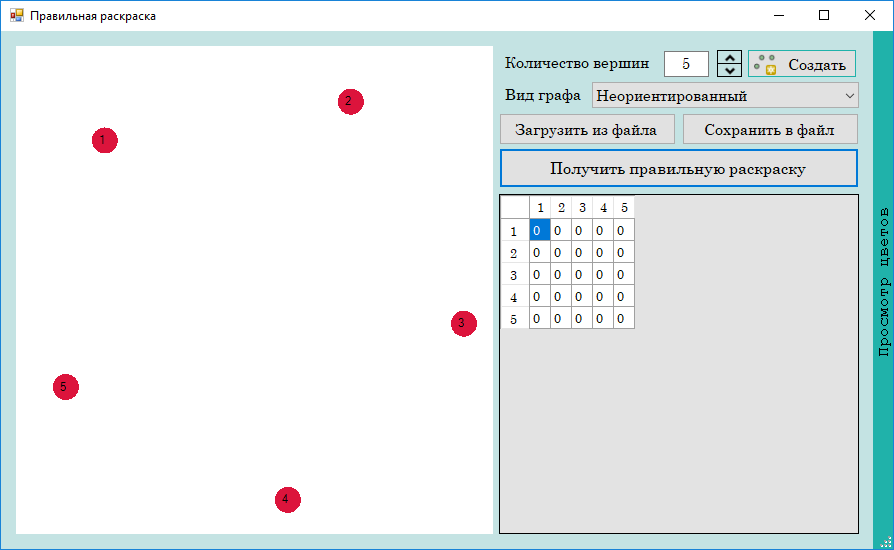 Правильная раскраска
Количество вершин 5 Создать
Вид графа Неориентированный
Загрузить из файла Сохранить в файл
Получить правильную раскраску
1 2 3 4 5
1 0 0 0 0 0
2 0 0 0 0 0
3 0 0 0 0 0
4 0 0 0 0 0
5 0 0 0 0 0
2
1
3
5
4
Просмотр цветов